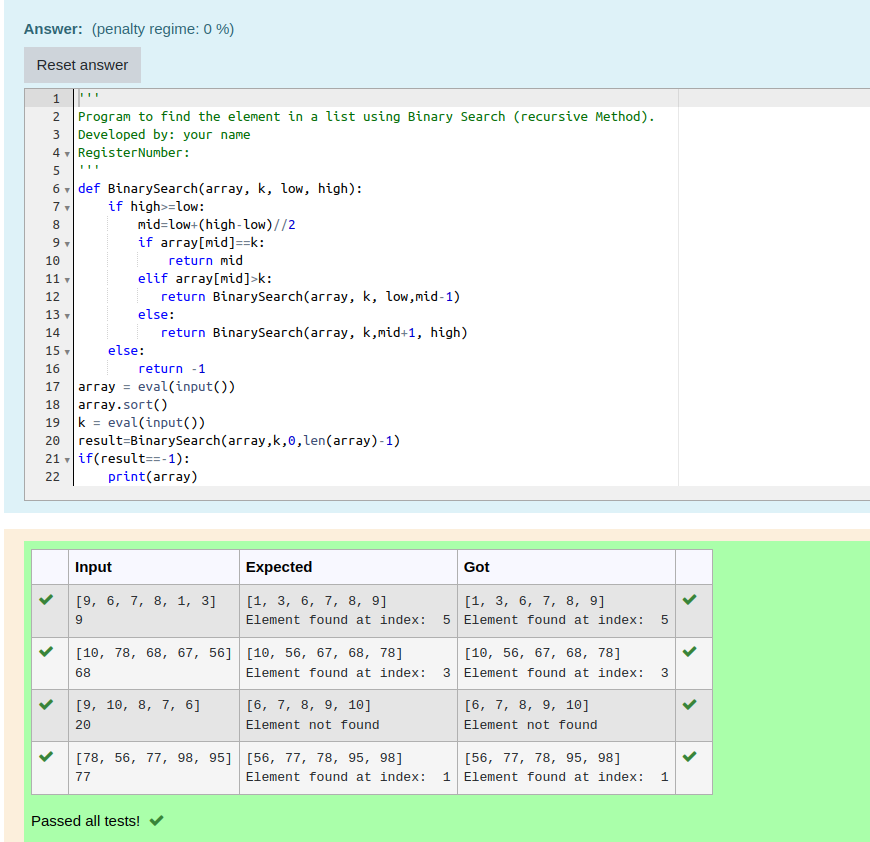 Answer: (penalty regime: 0 %)
Reset answer
1 '''
2 Program to find the element in a list using Binary Search (recursive Method).
3 Developed by: your name
4 RegisterNumber:
5 '''
6 def BinarySearch(array, k, low, high):
7     if high>=low:
8         mid=low+(high-low)//2
9         if array[mid]==k:
10             return mid
11         elif array[mid]>k:
12            return BinarySearch(array, k, low,mid-1)
13         else:
14            return BinarySearch(array, k,mid+1, high)
15     else:
16         return -1
17 array = eval(input())
18 array.sort()
19 k = eval(input())
20 result=BinarySearch(array,k,0,len(array)-1)
21 if(result==-1):
22     print(array)
Input Expected Got
[9, 6, 7, 8, 1, 3] [1, 3, 6, 7, 8, 9] [1, 3, 6, 7, 8, 9]
9 Element found at index:  5 Element found at index:  5
[10, 78, 68, 67, 56] [10, 56, 67, 68, 78] [10, 56, 67, 68, 78]
68 Element found at index:  3 Element found at index:  3
[9, 10, 8, 7, 6] [6, 7, 8, 9, 10] [6, 7, 8, 9, 10]
20 Element not found Element not found
[78, 56, 77, 98, 95] [56, 77, 78, 95, 98] [56, 77, 78, 95, 98]
77 Element found at index:  1 Element found at index:  1
Passed all tests!